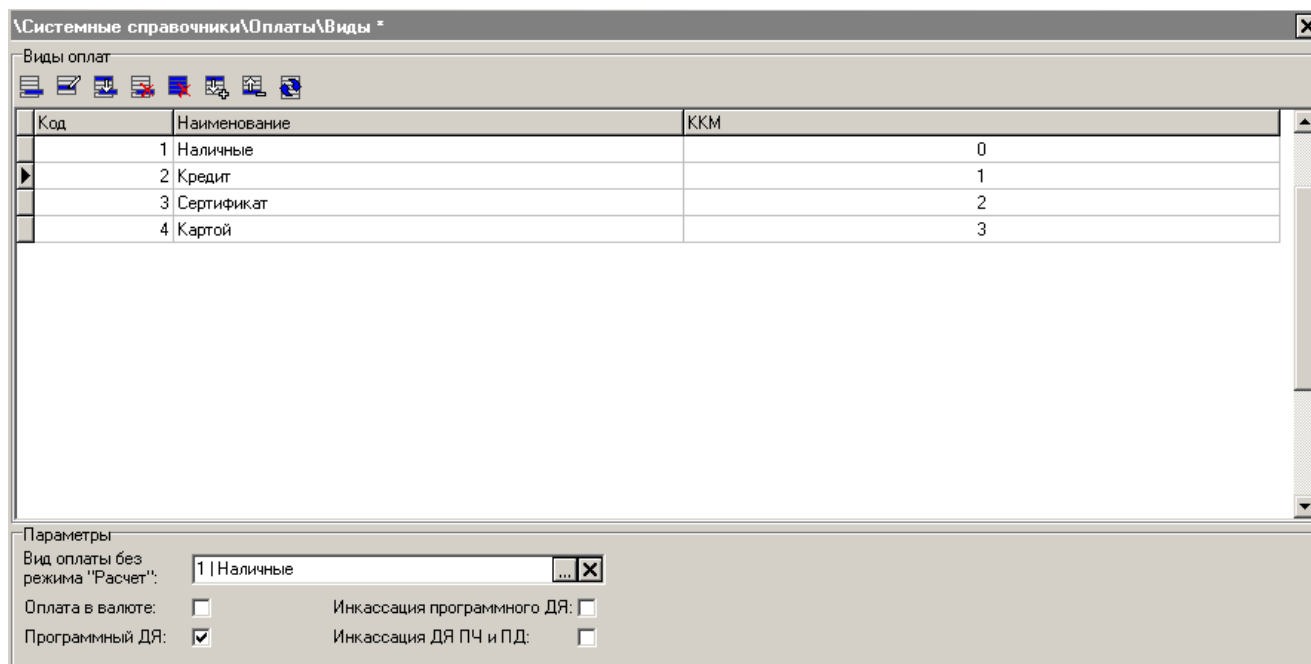 \Системные справочники\Оплаты\Виды *
Виды оплат
Код Наименование ККМ
1 Наличные 0
2 Кредит 1
3 Сертификат 2
4 Картой 3
Параметры
Вид оплаты без
режима "Расчет":
1 | Наличные ...
Оплата в валюте: Инкассация программного ДЯ:
Программный ДЯ: Инкассация ДЯ ПЧ и ПД: